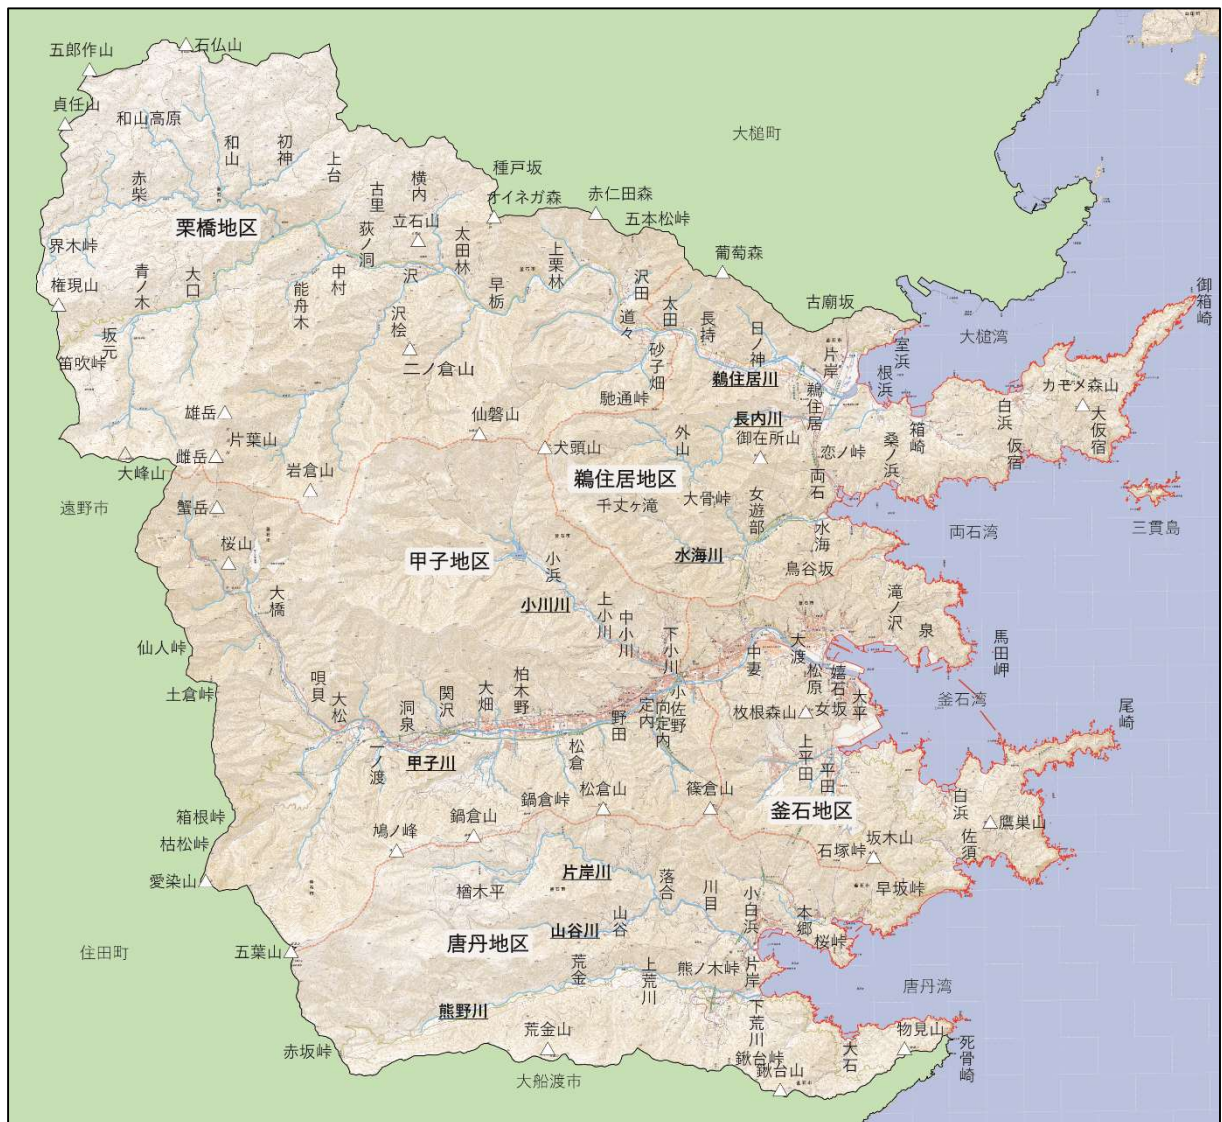 石仏山
五郎作山
貞任山
和山高原
和山
初神
大槌町
上台
種戸坂
赤柴
古里
横内
オイネガ森
赤仁田森
立石山
五本松峠
栗橋地区
荻ノ洞
太田林
上栗林
界木峠
葡萄森
青ノ木
大口
中村
沢
沢田
権現山
能舟木
早栃
太田
御箱崎
古廟坂
坂元
沢桧
道々
長持
日ノ神
大槌湾
笛吹峠
二ノ倉山
砂子畑
片岸
室浜
根浜
鵜住居川
カモメ森山
馳通峠
鵜住居
雄岳
仙磐山
長内川
白浜
大仮宿
片葉山
外山
御在所山
箱崎
犬頭山
恋ノ峠
桑ノ浜
仮宿
雌岳
大峰山
岩倉山
鵜住居地区
両石
遠野市
蟹岳
千丈ヶ滝
大骨峠
女遊部
三貫島
水海
両石湾
桜山
甲子地区
小浜
水海川
鳥谷坂
大橋
小川川
上小川
中小川
滝ノ沢
泉
仙人峠
下小川
中妻
大渡
馬田岬
唄貝
大松
柏木野
松原
嬉石
土倉峠
洞泉
関沢
大畑
定内
向定内
小佐野
枚根森山
女坂
大平
釜石湾
尾崎
野田
一ノ渡
甲子川
松倉
上平田
平田
箱根峠
鍋倉峠
松倉山
篠倉山
釜石地区
白浜
枯松峠
鳩ノ峰
鍋倉山
坂木山
佐須
鷹巣山
石塚峠
愛染山
片岸川
落合
川目
早坂峠
楢木平
小白浜
本郷
山谷川
山谷
住田町
五葉山
唐丹地区
桜峠
荒金
上荒川
熊ノ木峠
片岸
唐丹湾
熊野川
下荒川
赤坂峠
荒金山
物見山
死骨崎
大石
大船渡市
鍬台峠
鍬台山